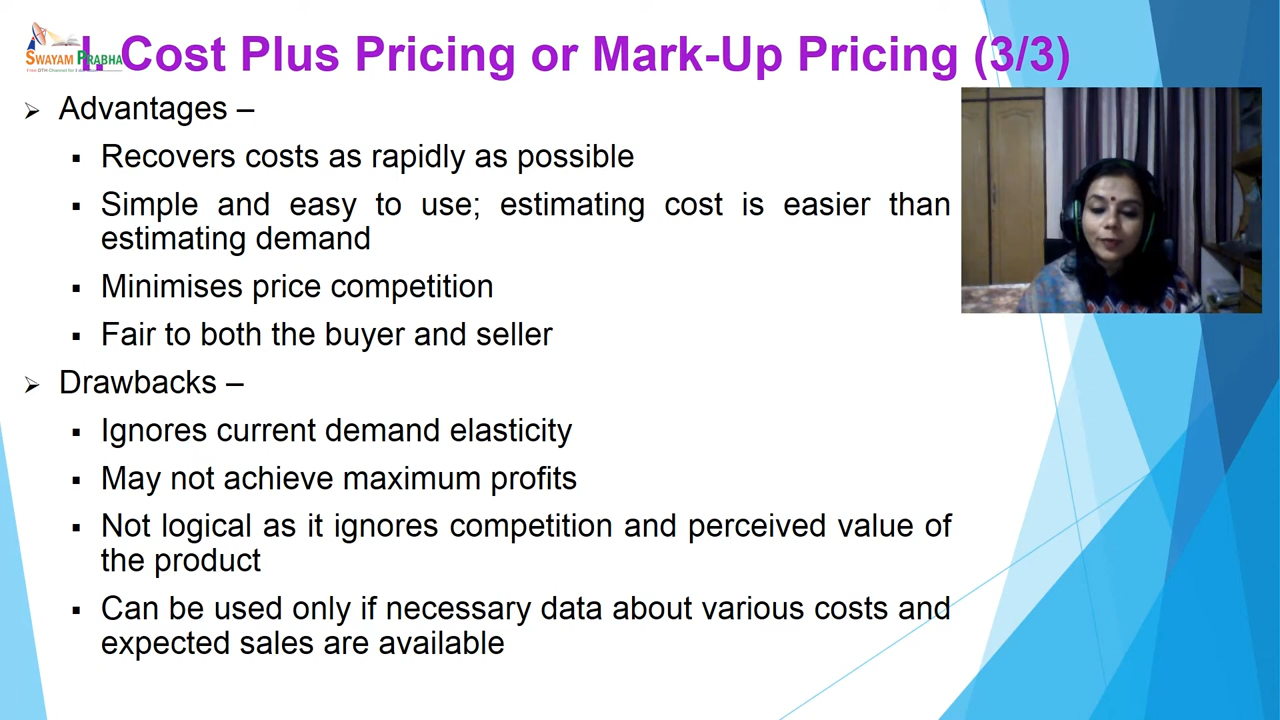 I. Cost Plus Pricing or Mark-Up Pricing (3/3)
SWAYAM PRABHA
➢ Advantages –
▪ Recovers costs as rapidly as possible
▪ Simple and easy to use; estimating cost is easier than
estimating demand
▪ Minimises price competition
▪ Fair to both the buyer and seller
➢ Drawbacks –
▪ Ignores current demand elasticity
▪ May not achieve maximum profits
▪ Not logical as it ignores competition and perceived value of
the product
▪ Can be used only if necessary data about various costs and
expected sales are available